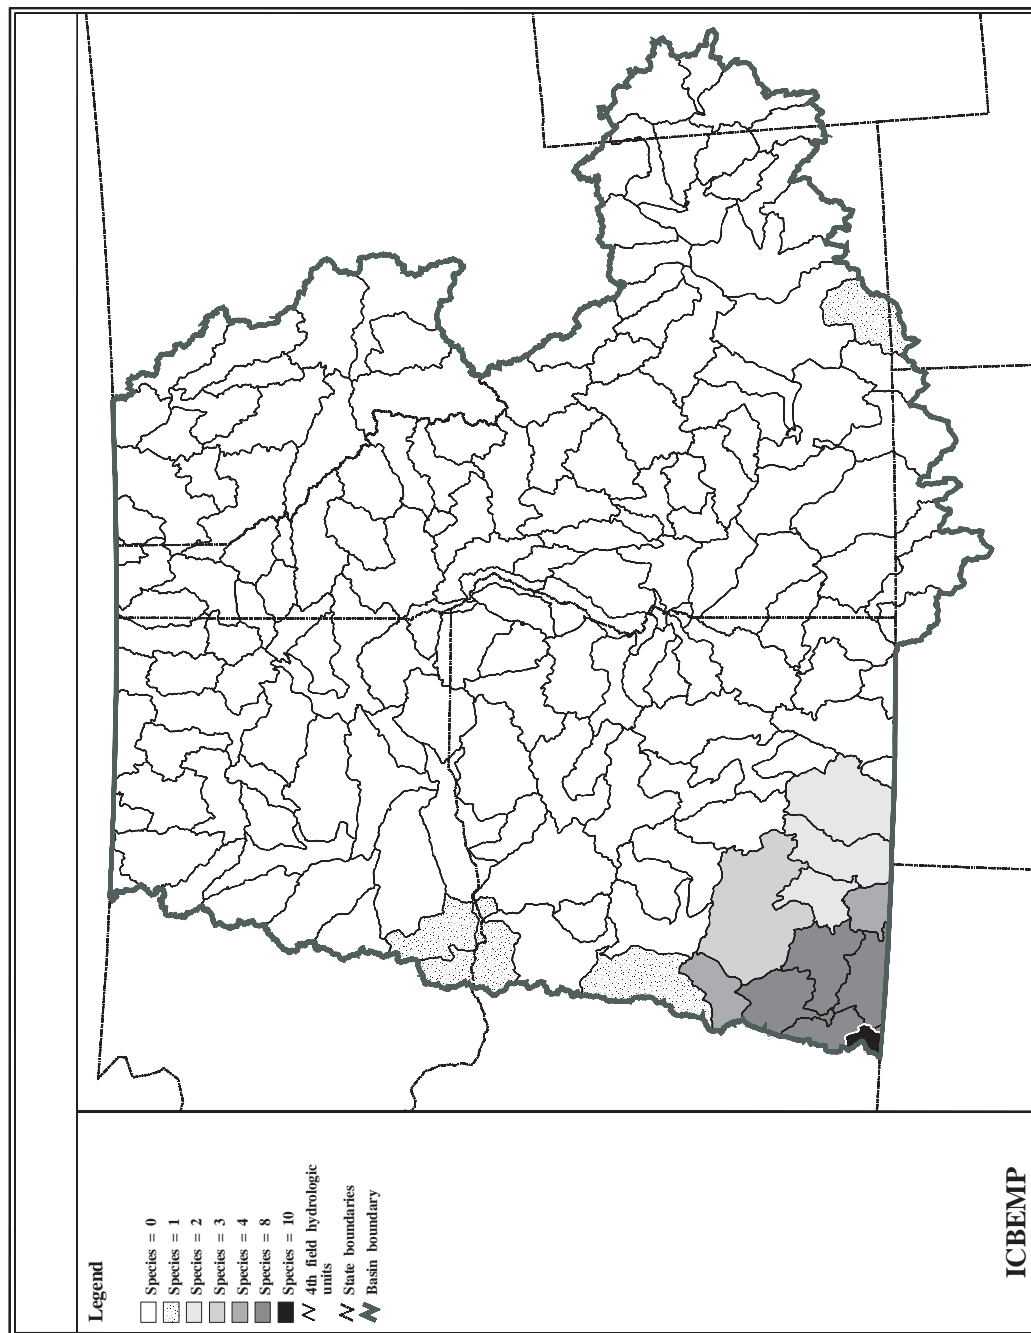 Legend
Species = 0
Species = 1
Species = 2
Species = 3
Species = 4
Species = 8
Species = 10
4th field hydrologic
units
State boundaries
Basin boundary
ICBEMP